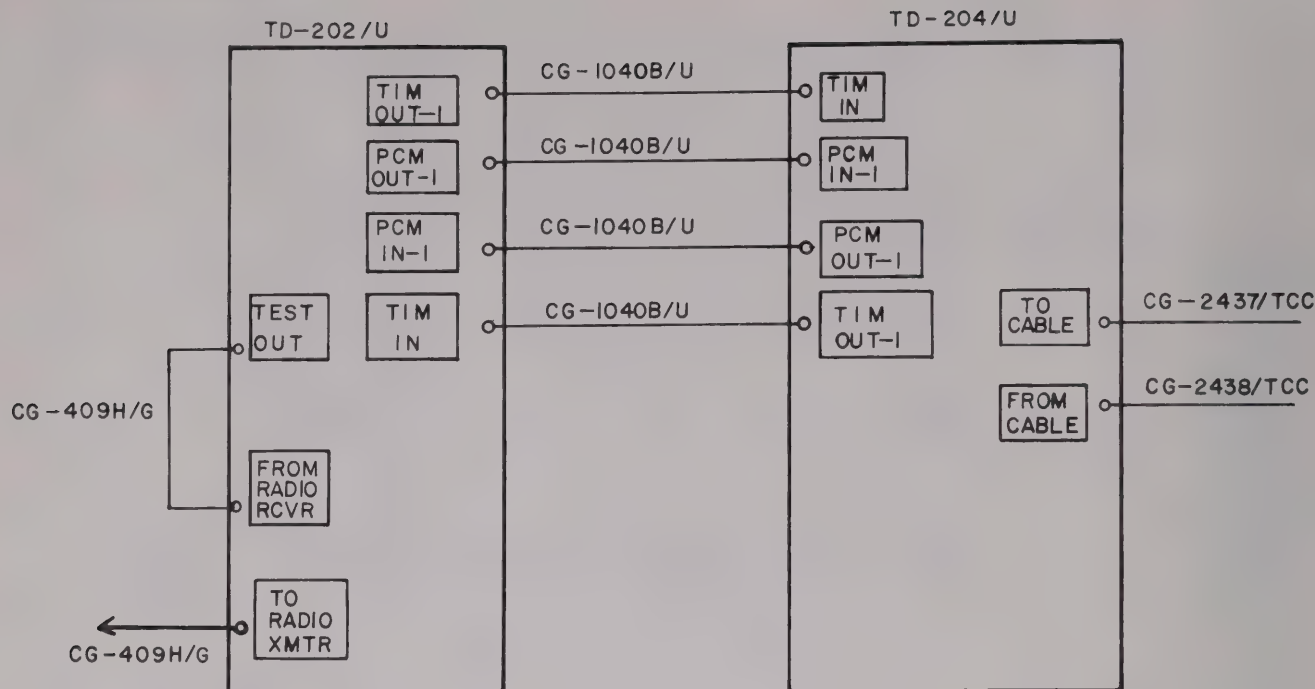 TD-202/U
TD-204/U
TIM
OUT-1
CG-1040B/U
TIM
IN
PCM
OUT-1
CG-1040B/U
PCM
IN-1
PCM
IN-1
CG-1040B/U
PCM
OUT-1
TEST
OUT
TIM
IN
CG-1040B/U
TIM
OUT-1
TO
CABLE
CG-2437/TCC
CG-409H/G
FROM
CABLE
CG-2438/TCC
FROM
RADIO
RCVR
TO
RADIO
XMTR
CG-409H/G